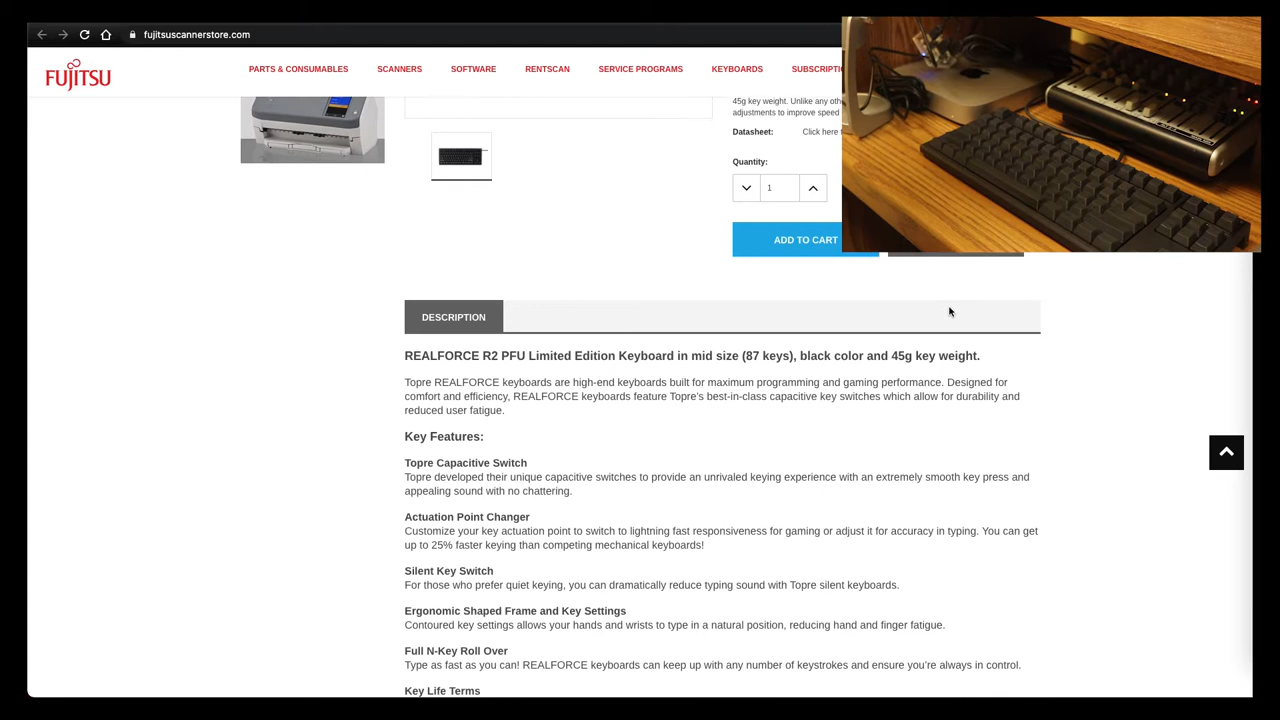 fujitsuscannerstore.com
FUJITSU
PARTS & CONSUMABLES SCANNERS SOFTWARE RENTSCAN SERVICE PROGRAMS KEYBOARDS
45g key weight. Unlike any
adjustments to improve speed
Datasheet: Click here
Quantity:
1
ADD TO CART
DESCRIPTION
REALFORCE R2 PFU Limited Edition Keyboard in mid size (87 keys), black color and 45g key weight.
Topre REALFORCE keyboards are high-end keyboards built for maximum programming and gaming performance. Designed for
comfort and efficiency, REALFORCE keyboards feature Topre's best-in-class capacitive key switches which allow for durability and
reduced user fatigue.
Key Features:
Topre Capacitive Switch
Topre developed their unique capacitive switches to provide an unrivaled keying experience with an extremely smooth key press and
appealing sound with no chattering.
Actuation Point Changer
Customize your key actuation point to switch to lightning fast responsiveness for gaming or adjust it for accuracy in typing. You can get
up to 25% faster keying than competing mechanical keyboards!
Silent Key Switch
For those who prefer quiet keying, you can dramatically reduce typing sound with Topre silent keyboards.
Ergonomic Shaped Frame and Key Settings
Contoured key settings allows your hands and wrists to type in a natural position, reducing hand and finger fatigue.
Full N-Key Roll Over
Type as fast as you can! REALFORCE keyboards can keep up with any number of keystrokes and ensure you're always in control.
Key Life Terms